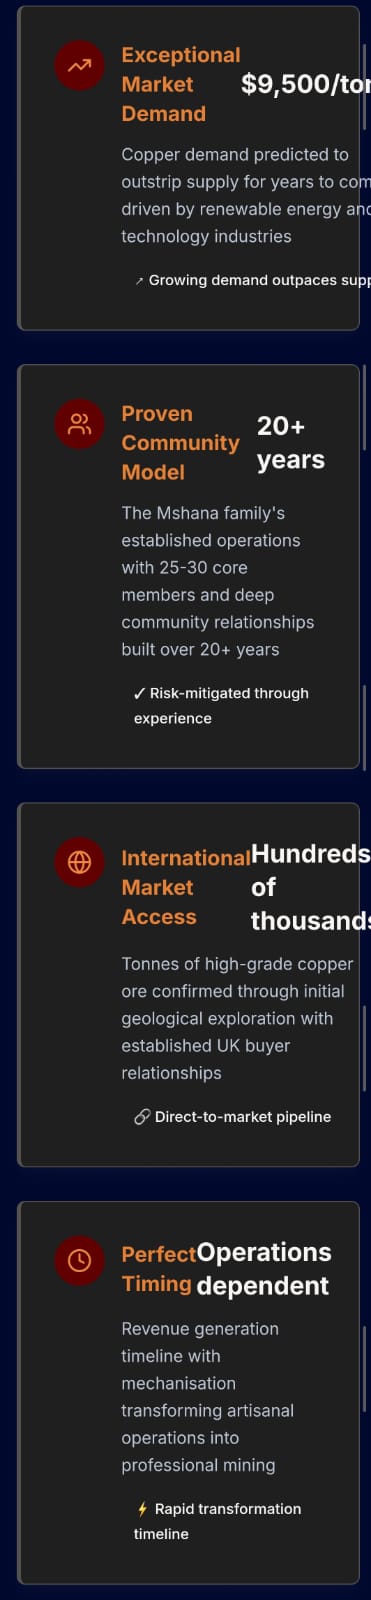 Exceptional
Market
Demand
$9,500/ton
Copper demand predicted to
outstrip supply for years to com
driven by renewable energy and
technology industries
↗ Growing demand outpaces supp
Proven
Community
Model
20+
years
The Mshana family's
established operations
with 25-30 core
members and deep
community relationships
built over 20+ years
✓ Risk-mitigated through
experience
International
Market
Access
Hundreds
of
thousands
Tonnes of high-grade copper
ore confirmed through initial
geological exploration with
established UK buyer
relationships
🔗 Direct-to-market pipeline
Perfect
Timing
Operations
dependent
Revenue generation
timeline with
mechanisation
transforming artisanal
operations into
professional mining
⚡ Rapid transformation
timeline